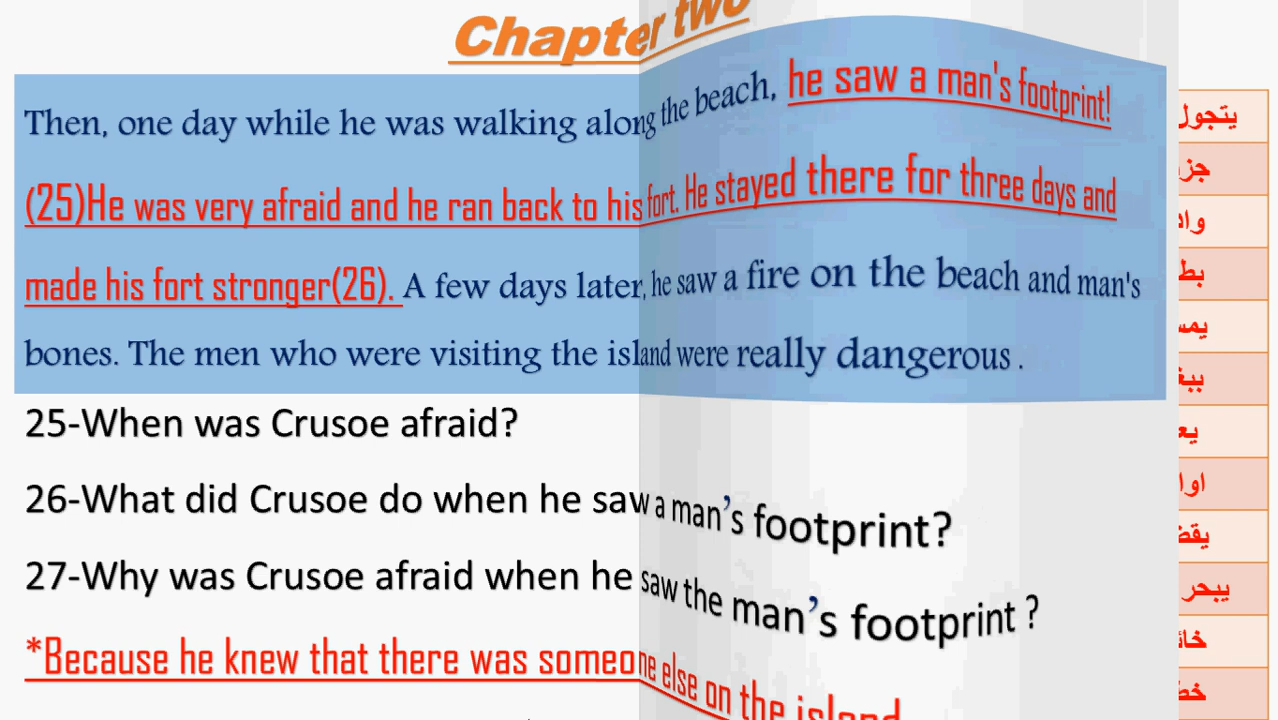 Chapter two
Then, one day while he was walking along the beach, he saw a man's footprint!
(25)He was very afraid and he ran back to his fort. He stayed there for three days and
made his fort stronger(26). A few days later, he saw a fire on the beach and man's
bones. The men who were visiting the island were really dangerous .
25-When was Crusoe afraid?
26-What did Crusoe do when he saw a man’s footprint?
27-Why was Crusoe afraid when he saw the man’s footprint ?
*Because he knew that there was someone else on the island
يتجول
يبحر